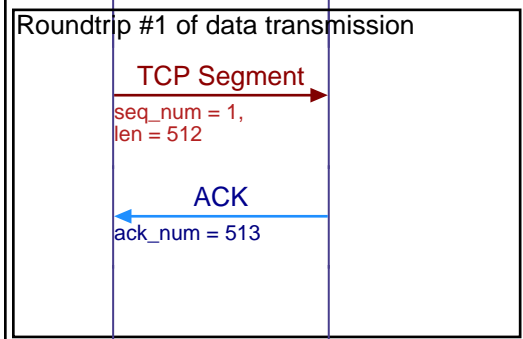 Roundtrip #1 of data transmission
TCP Segment
seq_num = 1,
len = 512
ACK
ack_num = 513